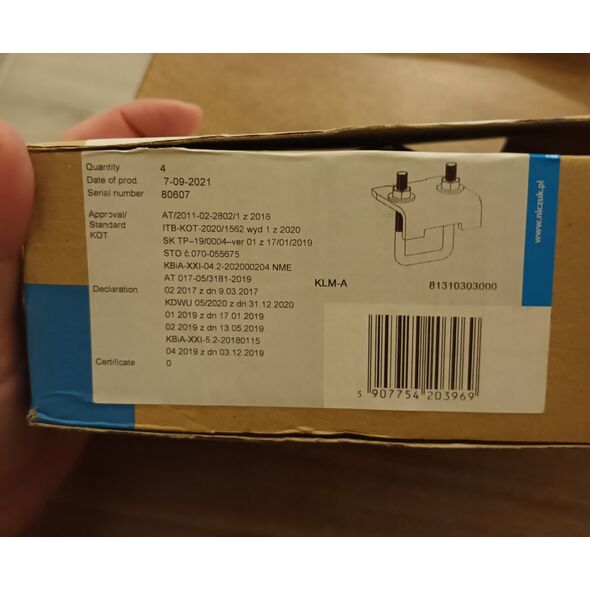 Quantity 4
Date of prod. 7-09-2021
Serial number 80607
Approval/ AT/2011-02-2802/1 z 2016
Standard ITB-KOT-2020/1562 wyd 1 z 2020
KOT SK TP–19/0004–ver 01 z 17/01/2019
STO č.070-055675
KBiA-XXI-04.2-202000204 NME
AT 017-05/3181-2019
Declaration 02 2017 z dn 9.03.2017
KDWU 05/2020 z dn 31.12 2020
01 2019 z dn 17.01 2019
02 2019 z dn 13.05.2019
KBiA-XXI-5.2-20180115
04 2019 z dn 03.12.2019
Certificate 0
KLM-A
81310303000
5 907754 203969
www.niczuk.pl